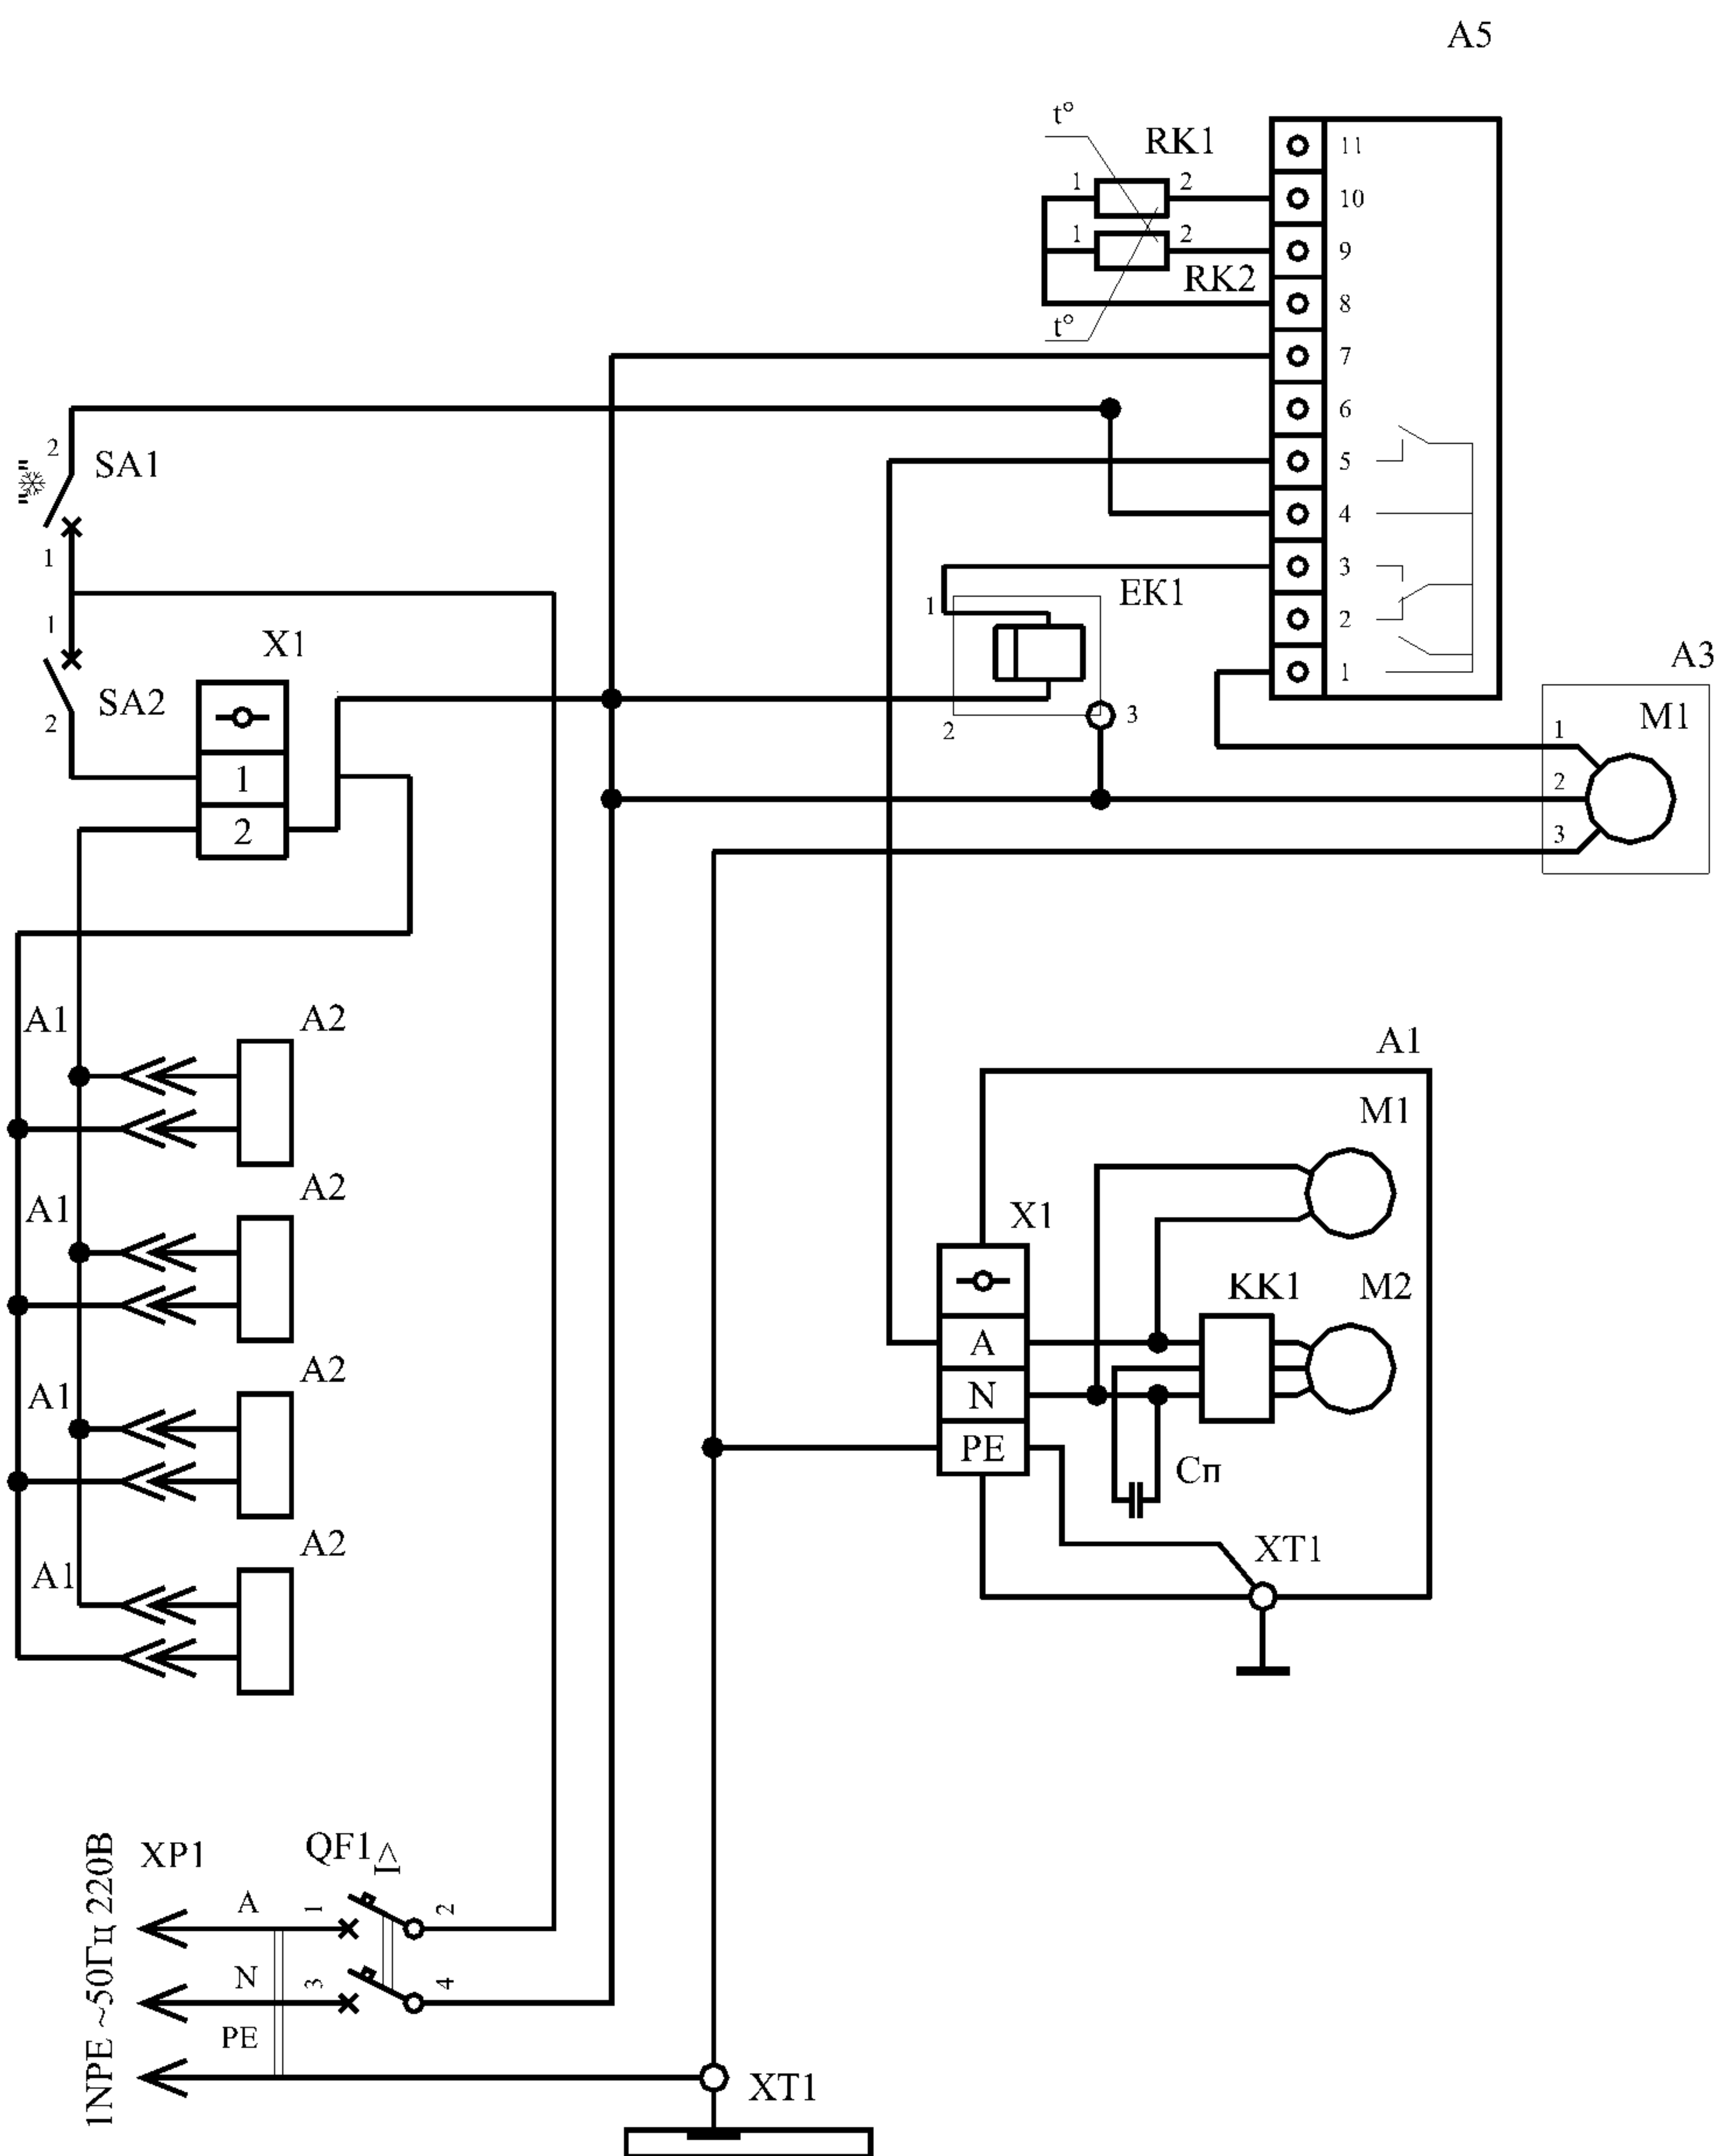 A5
t°
RK1
11
1
2
10
1
2
9
RK2
8
t°
7
6
2
SA1
5
4
1
3
EK1
1
1
2
X1
A3
1
SA2
3
M1
2
2
1
1
2
2
3
A1
A2
A1
M1
A2
A1
X1
KK1
M2
A
A2
A1
N
PE
Сп
A2
XT1
A1
XP1
QF1
I>
A
1
2
N
3
4
PE
1NPE ~50Гц 220В
XT1